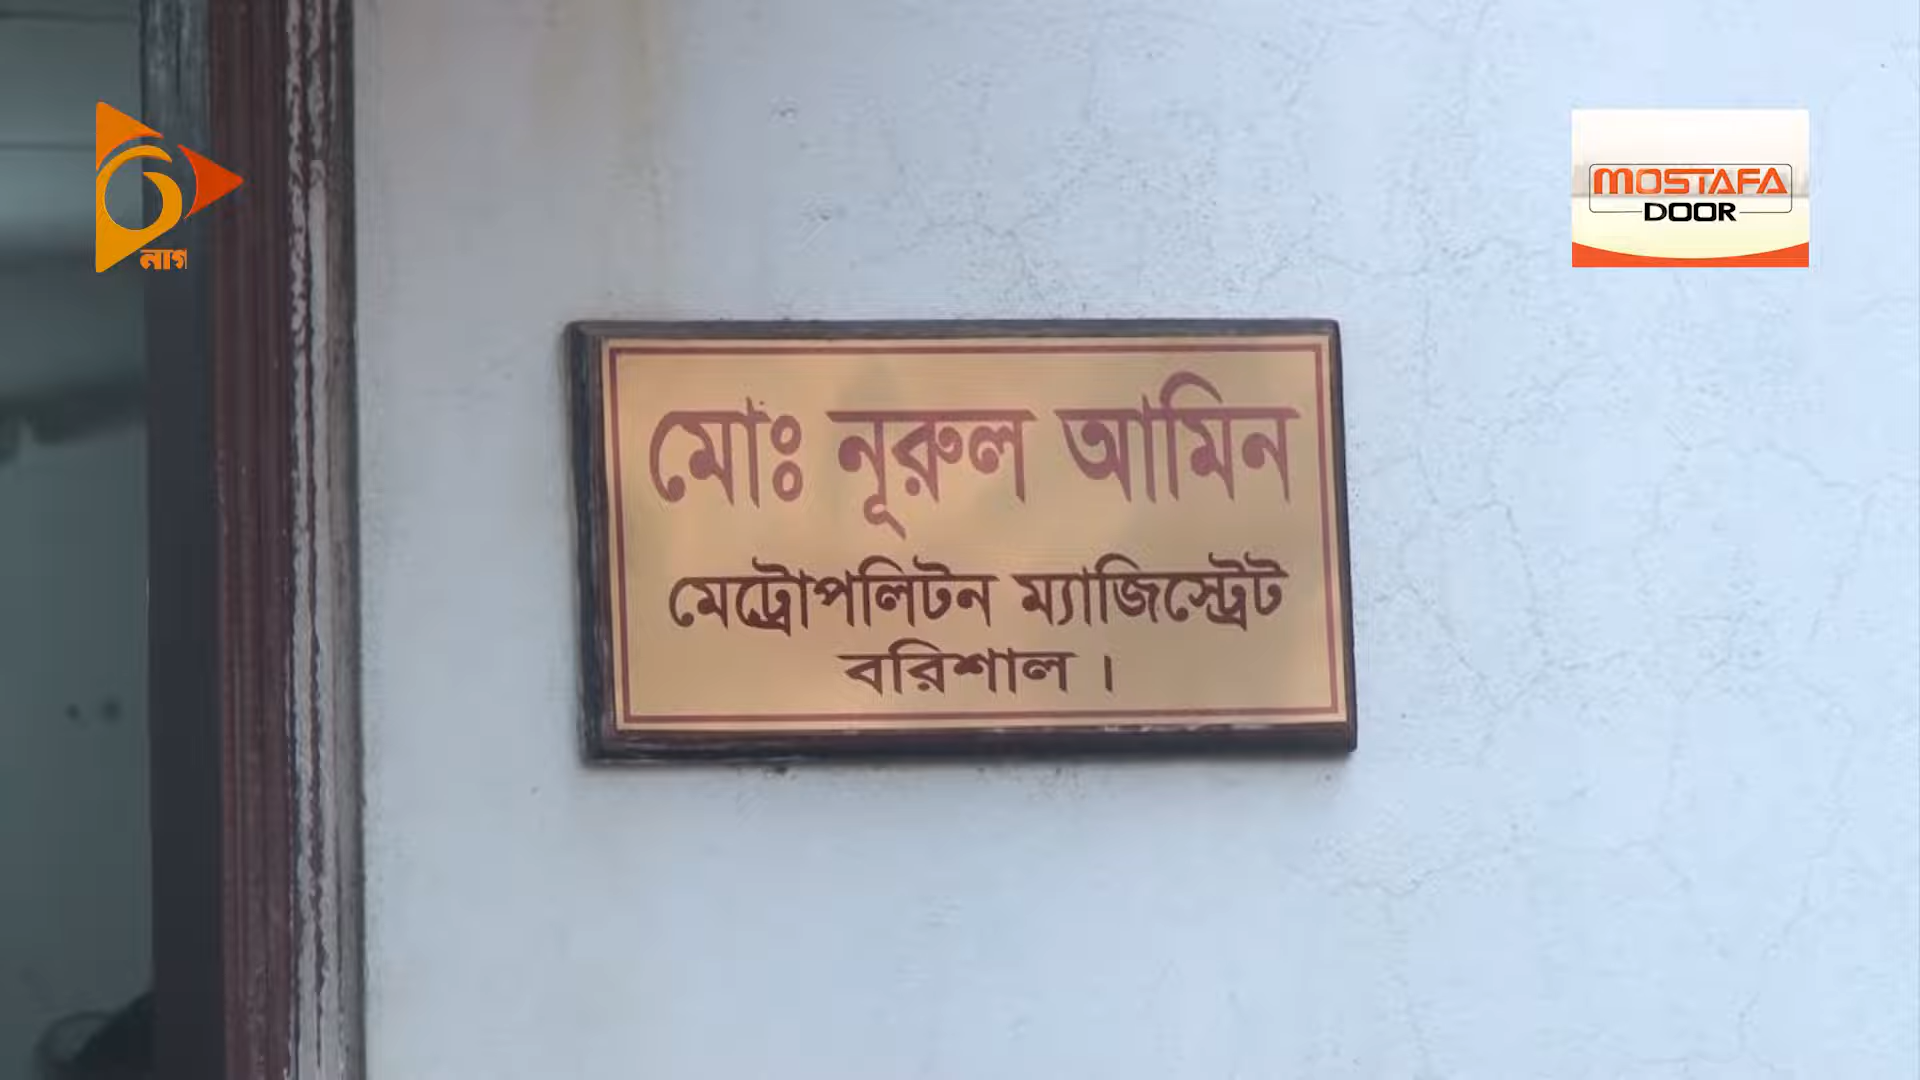 নাগ
MOSTAFA
DOOR
মোঃ নূরুল আমিন
মেট্রোপলিটন ম্যাজিস্ট্রেট
বরিশাল ।